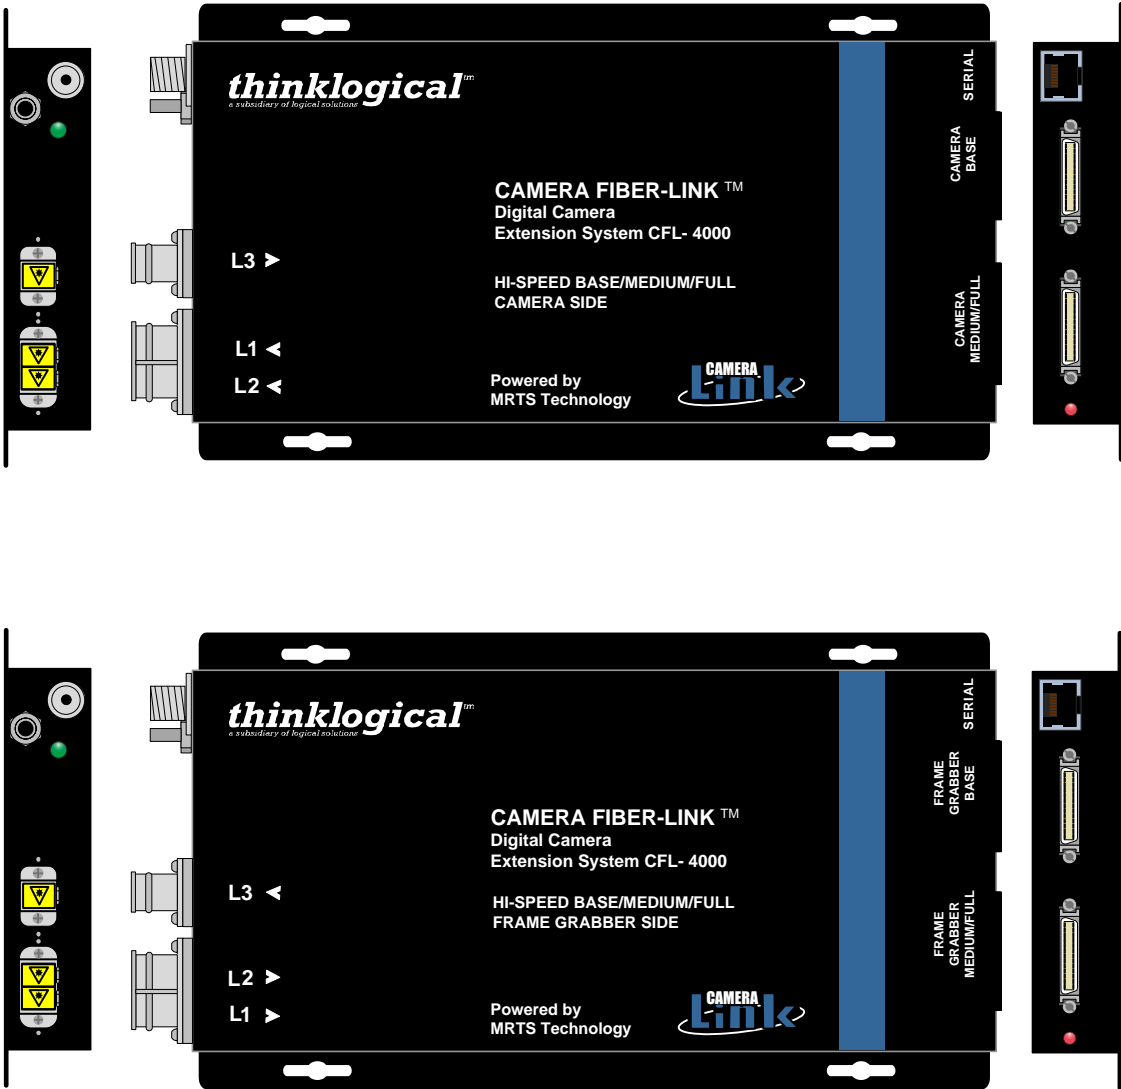 thinklogical™
a subsidiary of logical solutions
SERIAL
CAMERA
BASE
CAMERA FIBER-LINK TM
Digital Camera
Extension System CFL- 4000
L3 >
HI-SPEED BASE/MEDIUM/FULL
CAMERA SIDE
CAMERA
MEDIUM/FULL
L1 <
L2 <
Powered by
MRTS Technology
CAMERA
Link
thinklogical™
a subsidiary of logical solutions
SERIAL
FRAME
GRABBER
BASE
CAMERA FIBER-LINK TM
Digital Camera
Extension System CFL- 4000
L3 <
HI-SPEED BASE/MEDIUM/FULL
FRAME GRABBER SIDE
FRAME
GRABBER
MEDIUM/FULL
L2 >
L1 >
Powered by
MRTS Technology
CAMERA
Link